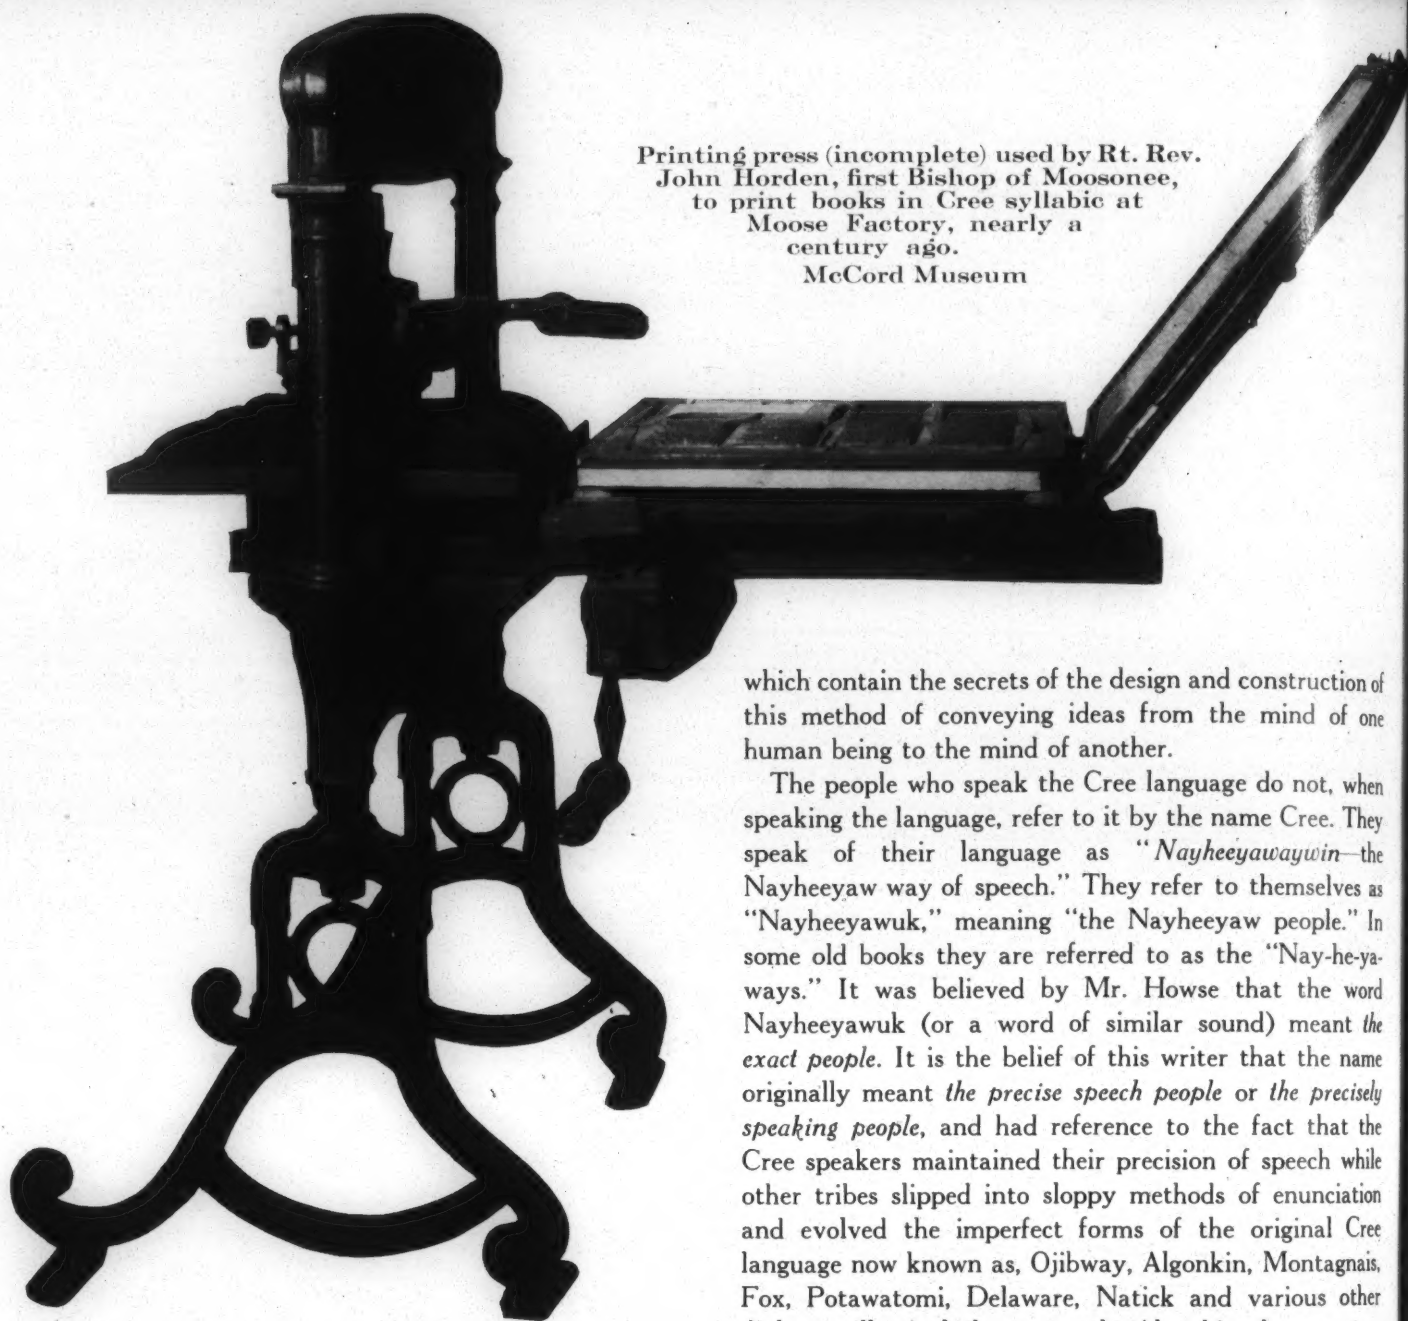 Printing press (incomplete) used by Rt. Rev.
John Horden, first Bishop of Moosonee,
to print books in Cree syllabic at
Moose Factory, nearly a
century ago.
McCord Museum
which contain the secrets of the design and construction of
this method of conveying ideas from the mind of one
human being to the mind of another.
The people who speak the Cree language do not, when
speaking the language, refer to it by the name Cree. They
speak of their language as "Nayheeyawaywin—the
Nayheeyaw way of speech." They refer to themselves as
"Nayheeyawuk," meaning "the Nayheeyaw people." In
some old books they are referred to as the "Nay-he-ya-
ways." It was believed by Mr. Howse that the word
Nayheeyawuk (or a word of similar sound) meant the
exact people. It is the belief of this writer that the name
originally meant the precise speech people or the precisely
speaking people, and had reference to the fact that the
Cree speakers maintained their precision of speech while
other tribes slipped into sloppy methods of enunciation
and evolved the imperfect forms of the original Cree
language now known as, Ojibway, Algonkin, Montagnais,
Fox, Potawatomi, Delaware, Natick and various other